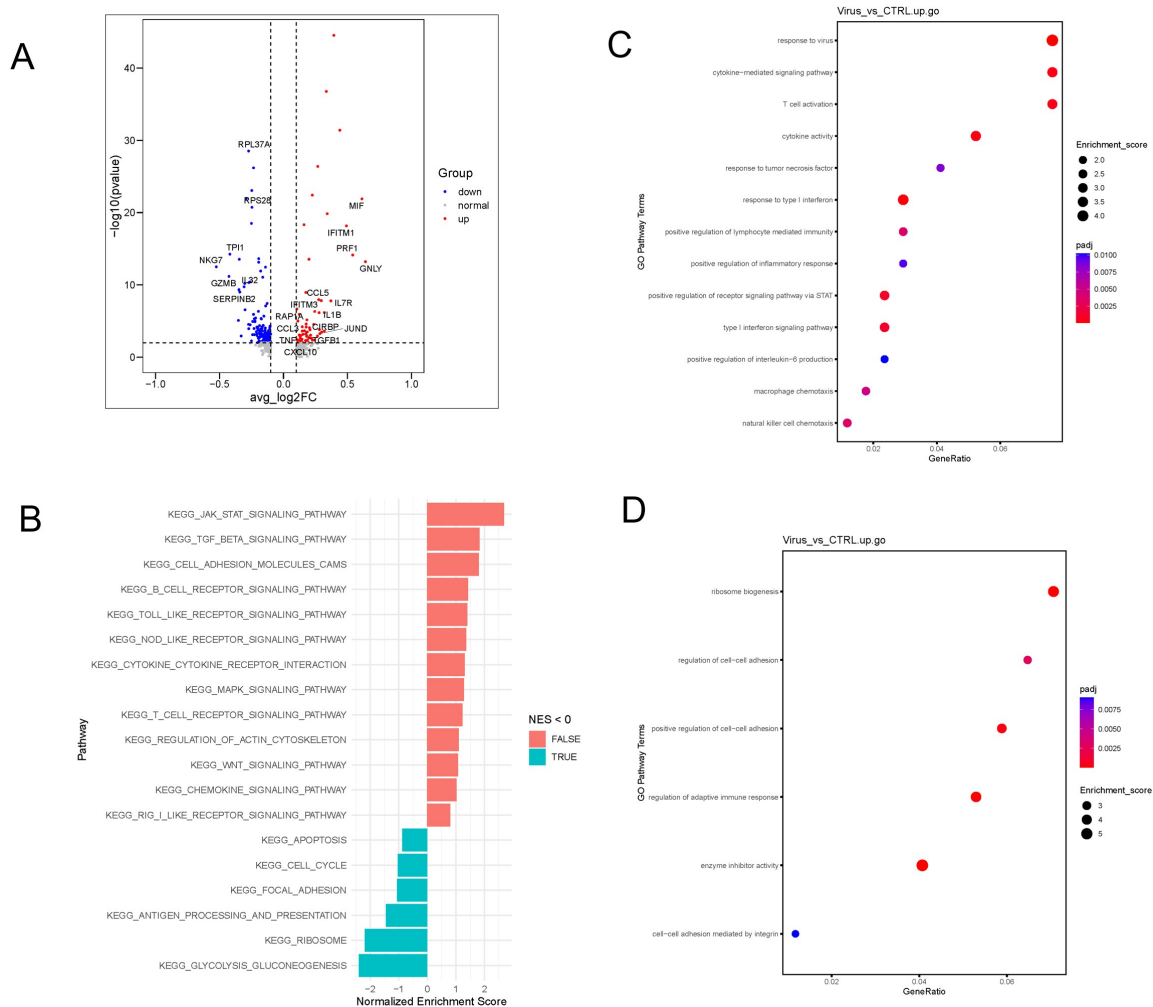 A
RPL37A
RPS28
TPI1
NKG7
GZMB
IL32
SERPINB2
MIF
IFITM1
PRF1
GNLY
CCL5
IFITM3
IL7R
RAP1A
IL1B
CCL3
CIRBP
JUND
TNF
TGFB1
CXCL10
−log10(pvalue)
40
30
20
10
0
−1.0
−0.5
0.0
0.5
1.0
avg_log2FC
Group
down
normal
up
C
Virus_vs_CTRL.up.go
response to virus
cytokine−mediated signaling pathway
T cell activation
cytokine activity
response to tumor necrosis factor
response to type I interferon
positive regulation of lymphocyte mediated immunity
positive regulation of inflammatory response
positive regulation of receptor signaling pathway via STAT
type I interferon signaling pathway
positive regulation of interleukin−6 production
macrophage chemotaxis
natural killer cell chemotaxis
GO Pathway Terms
0.02
0.04
0.06
GeneRatio
Enrichment_score
2.0
2.5
3.0
3.5
4.0
padj
0.0100
0.0075
0.0050
0.0025
B
KEGG_JAK_STAT_SIGNALING_PATHWAY
KEGG_TGF_BETA_SIGNALING_PATHWAY
KEGG_CELL_ADHESION_MOLECULES_CAMS
KEGG_B_CELL_RECEPTOR_SIGNALING_PATHWAY
KEGG_TOLL_LIKE_RECEPTOR_SIGNALING_PATHWAY
KEGG_NOD_LIKE_RECEPTOR_SIGNALING_PATHWAY
KEGG_CYTOKINE_CYTOKINE_RECEPTOR_INTERACTION
KEGG_MAPK_SIGNALING_PATHWAY
KEGG_T_CELL_RECEPTOR_SIGNALING_PATHWAY
KEGG_REGULATION_OF_ACTIN_CYTOSKELETON
KEGG_WNT_SIGNALING_PATHWAY
KEGG_CHEMOKINE_SIGNALING_PATHWAY
KEGG_RIG_I_LIKE_RECEPTOR_SIGNALING_PATHWAY
KEGG_APOPTOSIS
KEGG_CELL_CYCLE
KEGG_FOCAL_ADHESION
KEGG_ANTIGEN_PROCESSING_AND_PRESENTATION
KEGG_RIBOSOME
KEGG_GLYCOLYSIS_GLUCONEOGENESIS
Pathway
−2
−1
0
1
2
Normalized Enrichment Score
NES < 0
FALSE
TRUE
D
Virus_vs_CTRL.up.go
ribosome biogenesis
regulation of cell−cell adhesion
positive regulation of cell−cell adhesion
regulation of adaptive immune response
enzyme inhibitor activity
cell−cell adhesion mediated by integrin
GO Pathway Terms
0.02
0.04
0.06
GeneRatio
padj
0.0075
0.0050
0.0025
Enrichment_score
3
4
5